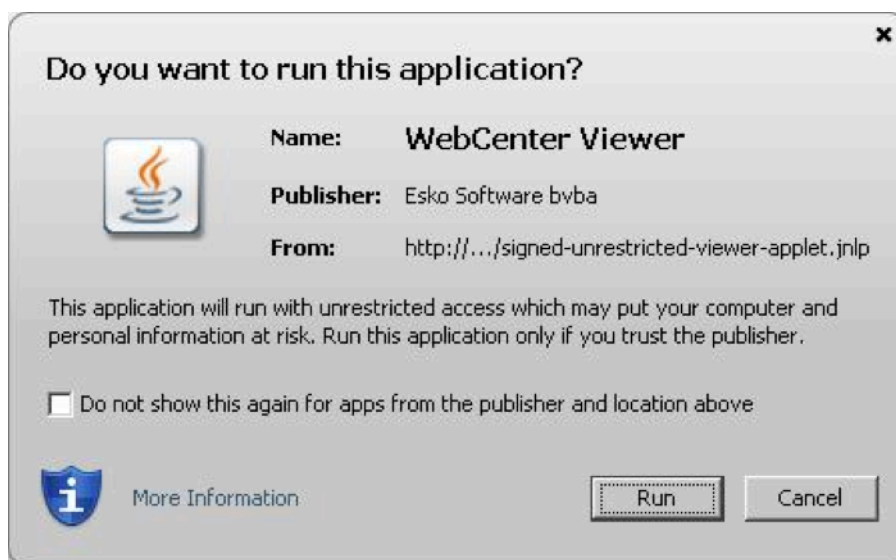 Do you want to run this application?
Name: WebCenter Viewer
Publisher: Esko Software bvba
From: http://.../signed-unrestricted-viewer-applet.jnlp
This application will run with unrestricted access which may put your computer and
personal information at risk. Run this application only if you trust the publisher.
Do not show this again for apps from the publisher and location above
More Information
Run
Cancel